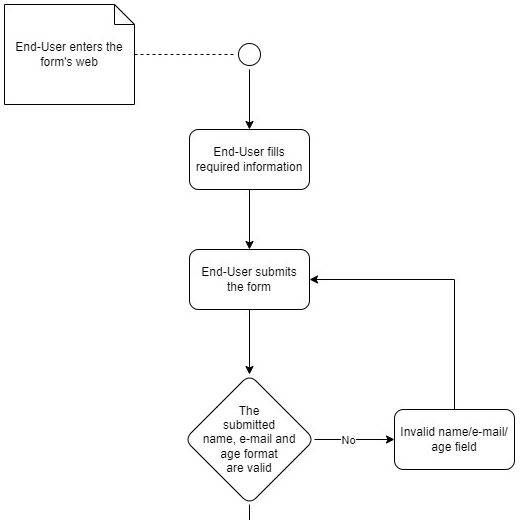 End-User enters the
form's web
End-User fills
required information
End-User submits
the form
The
submitted
name, e-mail and
age format
are valid
No
Invalid name/e-mail/
age field